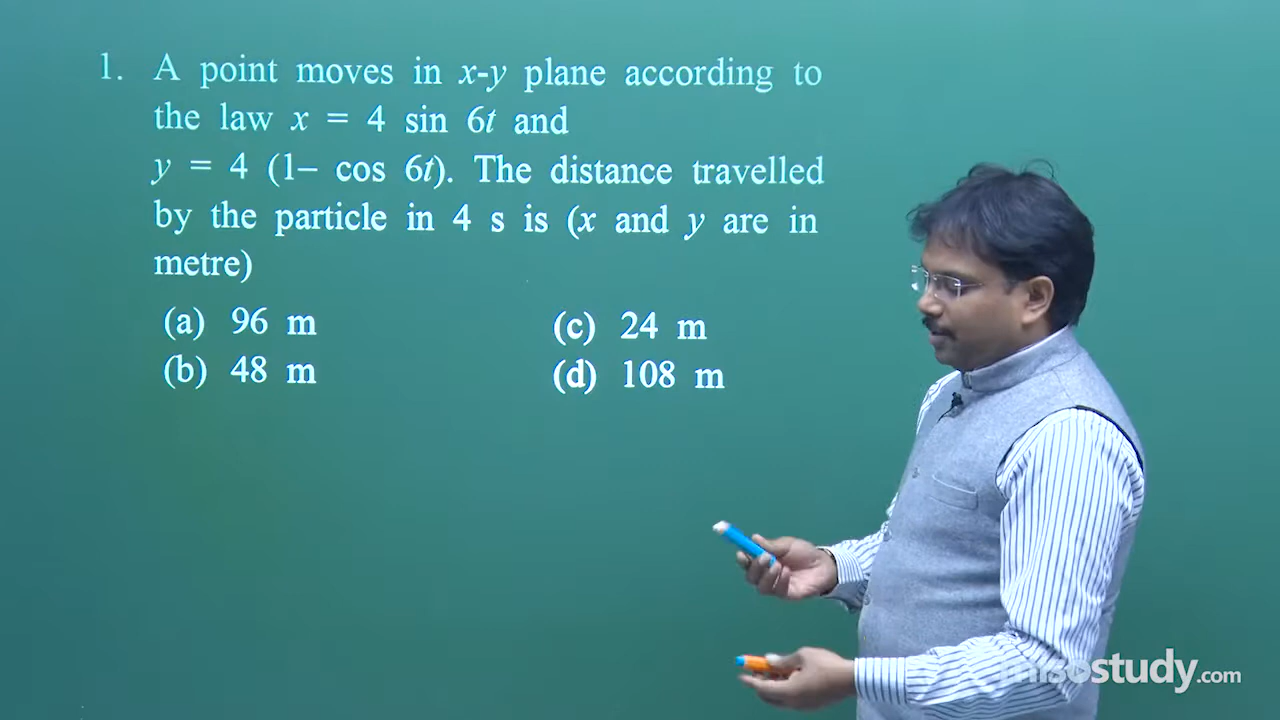 1. A point moves in x-y plane according to
the law x = 4 sin 6t and
y = 4 (1– cos 6t). The distance travelled
by the particle in 4 s is (x and y are in
metre)
(a) 96 m (c) 24 m
(b) 48 m (d) 108 m
misostudy.com